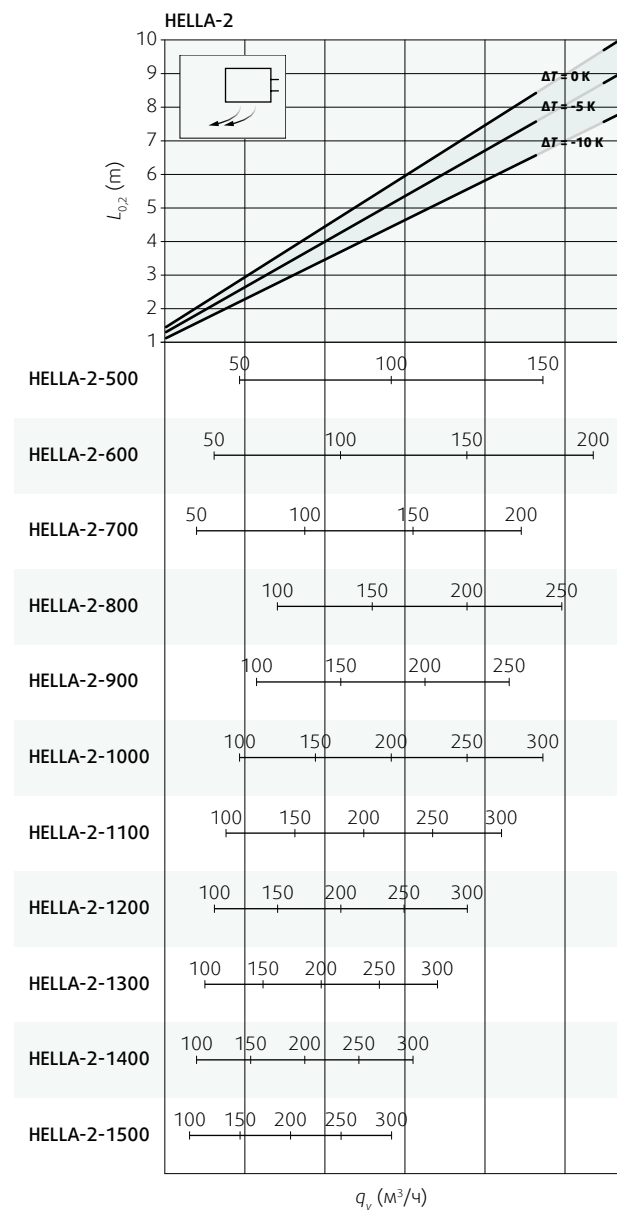 HELLA-2
10
9
ΔT = 0 K
8
ΔT = -5 K
7
ΔT = -10 K
6
5
4
3
2
1
L0,2 (m)
50 100 150
HELLA-2-500
50 100 150 200
HELLA-2-600
50 100 150 200
HELLA-2-700
100 150 200 250
HELLA-2-800
100 150 200 250
HELLA-2-900
100 150 200 250 300
HELLA-2-1000
100 150 200 250 300
HELLA-2-1100
100 150 200 250 300
HELLA-2-1200
100 150 200 250 300
HELLA-2-1300
100 150 200 250 300
HELLA-2-1400
100 150 200 250 300
HELLA-2-1500
qv (м³/ч)